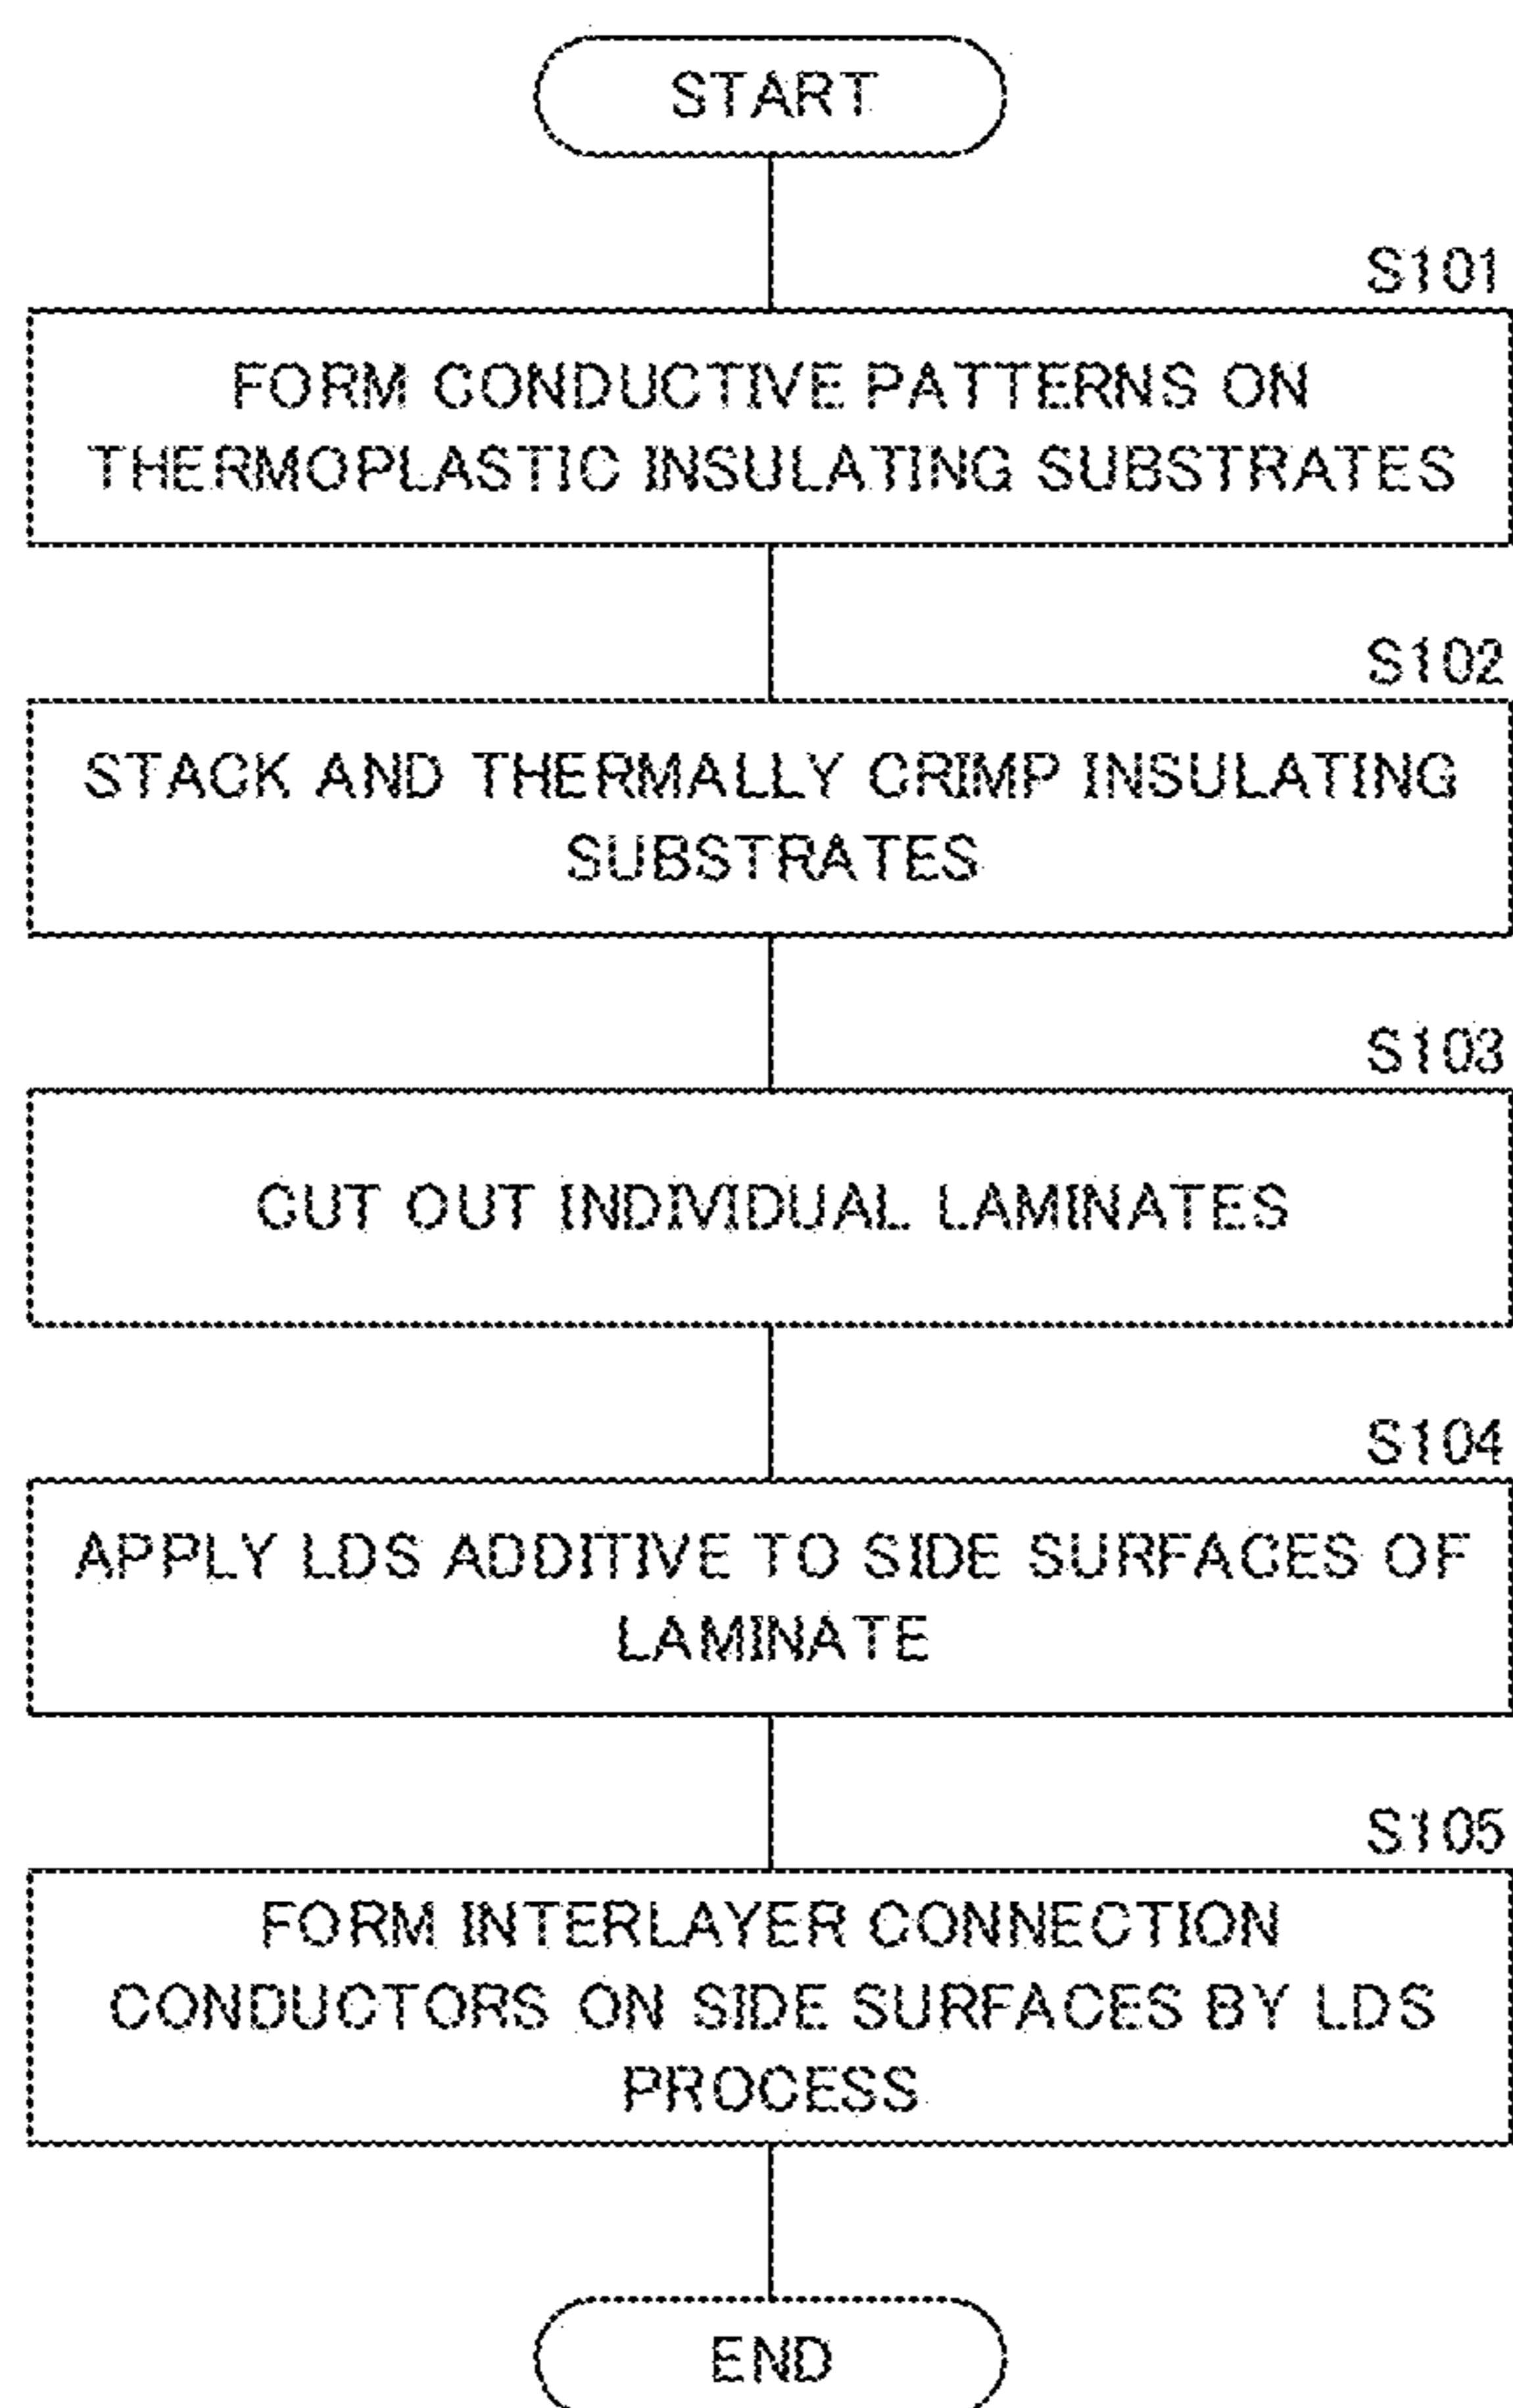 START
S101
FORM CONDUCTIVE PATTERNS ON
THERMOPLASTIC INSULATING SUBSTRATES
S102
STACK AND THERMALLY CRIMP INSULATING
SUBSTRATES
S103
CUT OUT INDIVIDUAL LAMINATES
S104
APPLY LDS ADDITIVE TO SIDE SURFACES OF
LAMINATE
S105
FORM INTERLAYER CONNECTION
CONDUCTORS ON SIDE SURFACES BY LDS
PROCESS
END